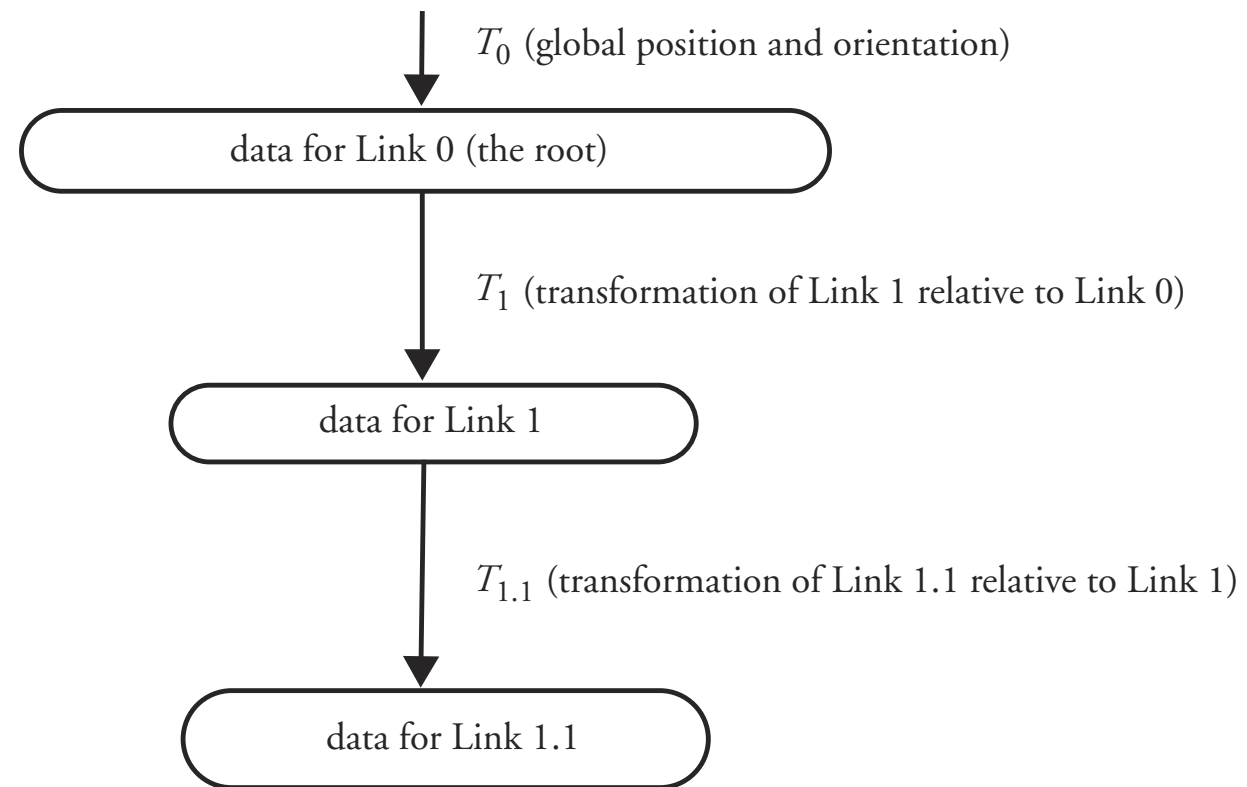 T0 (global position and orientation)
data for Link 0 (the root)
T1 (transformation of Link 1 relative to Link 0)
data for Link 1
T1.1 (transformation of Link 1.1 relative to Link 1)
data for Link 1.1